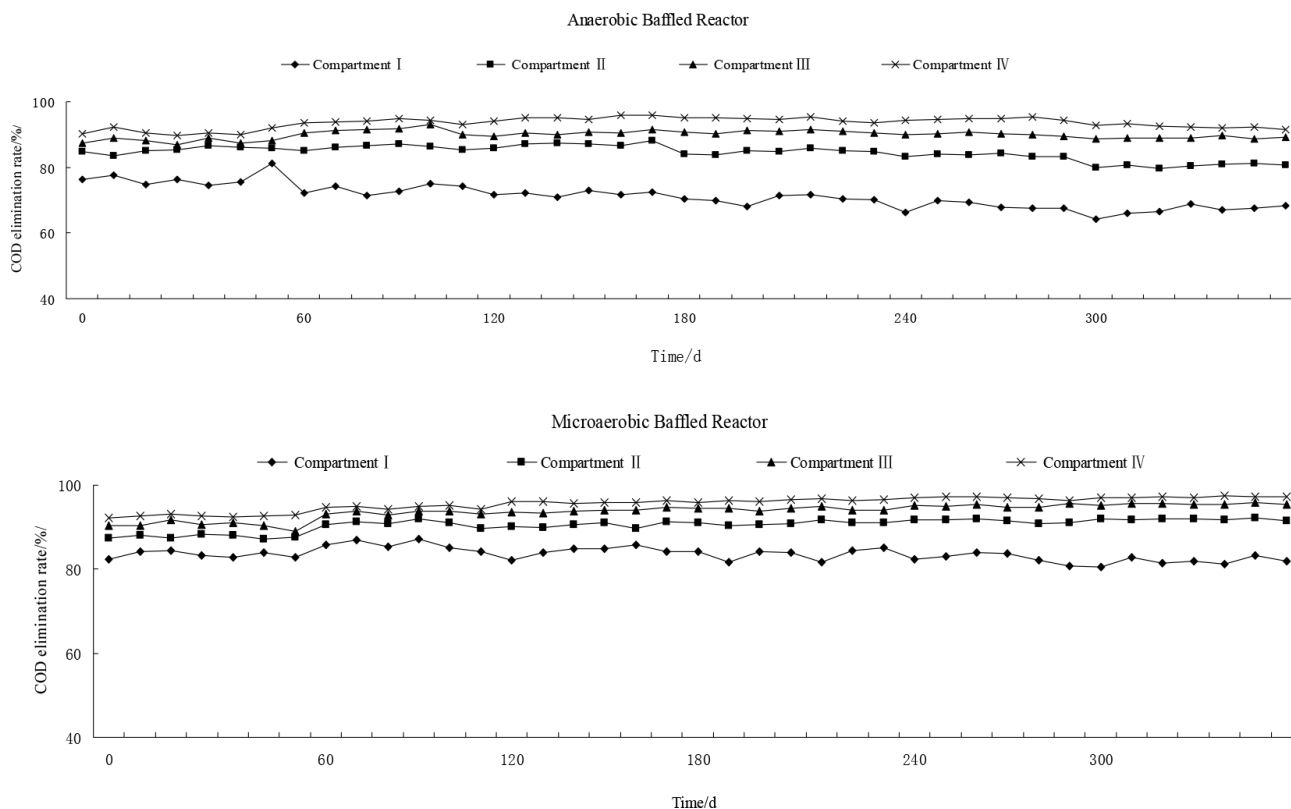 Anaerobic Baffled Reactor
Compartment Ⅰ Compartment Ⅱ Compartment Ⅲ Compartment Ⅳ
COD elimination rate/%/
100
80
60
40
0 60 120 180 240 300
Time/d
Microaerobic Baffled Reactor
Compartment Ⅰ Compartment Ⅱ Compartment Ⅲ Compartment Ⅳ
COD elimination rate/%/
100
80
60
40
0 60 120 180 240 300
Time/d